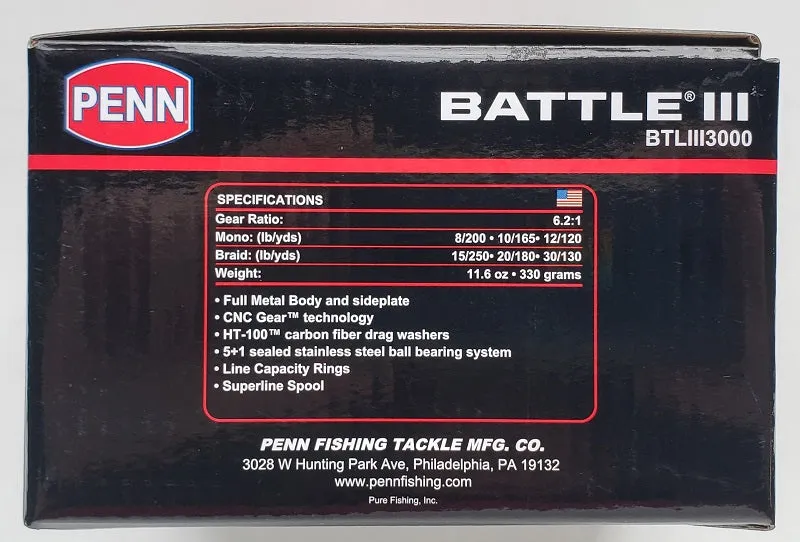 PENN
BATTLE® III
BTLIII3000
SPECIFICATIONS
Gear Ratio: 6.2:1
Mono: (lb/yds) 8/200 • 10/165• 12/120
Braid: (lb/yds) 15/250• 20/180• 30/130
Weight: 11.6 oz • 330 grams
• Full Metal Body and sideplate
• CNC Gear™ technology
• HT-100™ carbon fiber drag washers
• 5+1 sealed stainless steel ball bearing system
• Line Capacity Rings
• Superline Spool
PENN FISHING TACKLE MFG. CO.
3028 W Hunting Park Ave, Philadelphia, PA 19132
www.pennfishing.com
Pure Fishing, Inc.